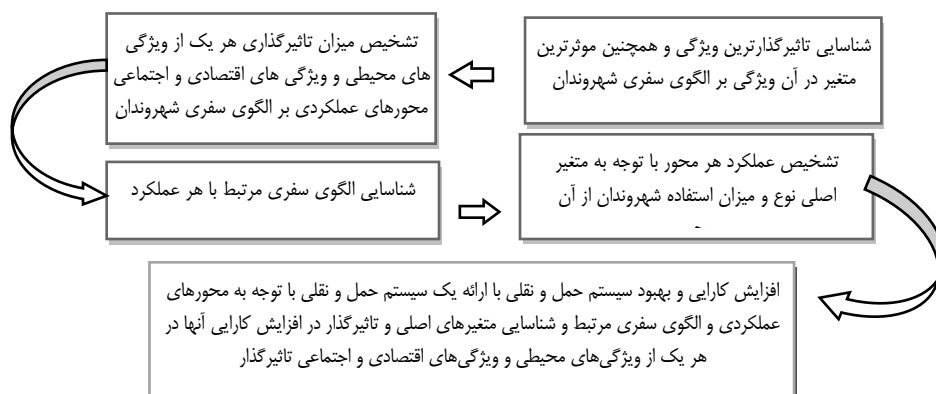 شناسایی تاثیرگذارترین ویژگی و همچنین موثرترین
متغیر در آن ویژگی بر الگوی سفری شهروندان
تشخیص میزان تاثیرگذاری هر یک از ویژگی
های محیطی و ویژگی های اقتصادی و اجتماعی
محورهای عملکردی بر الگوی سفری شهروندان
شناسایی الگوی سفری مرتبط با هر عملکرد
تشخیص عملکرد هر محور با توجه به متغیر
اصلی نوع و میزان استفاده شهروندان از آن
افزایش کارایی و بهبود سیستم حمل و نقلی با ارائه یک سیستم حمل و نقلی با توجه به محورهای
عملکردی و الگوی سفری مرتبط و شناسایی متغیرهای اصلی و تاثیرگذار در افزایش کارایی آنها در
هر یک از ویژگی‌های محیطی و ویژگی‌های اقتصادی و اجتماعی تاثیرگذار